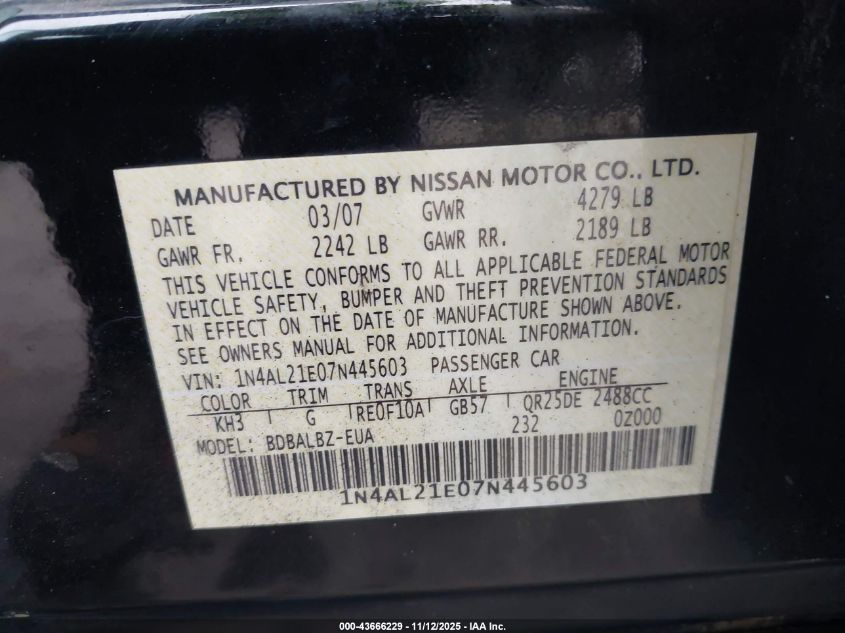 MANUFACTURED BY NISSAN MOTOR CO., LTD.
DATE 03/07 GVWR 4279 LB
GAWR FR. 2242 LB GAWR RR. 2189 LB
THIS VEHICLE CONFORMS TO ALL APPLICABLE FEDERAL MOTOR
VEHICLE SAFETY, BUMPER AND THEFT PREVENTION STANDARDS
IN EFFECT ON THE DATE OF MANUFACTURE SHOWN ABOVE.
SEE OWNERS MANUAL FOR ADDITIONAL INFORMATION.
VIN: 1N4AL21E07N445603 PASSENGER CAR
COLOR TRIM TRANS AXLE ENGINE
KH3 G RE0F10A GB57 QR25DE 2488CC
MODEL: BDBALBZ-EUA 232 0Z000
1N4AL21E07N445603
000-43666229 - 11/12/2025 - IAA Inc.